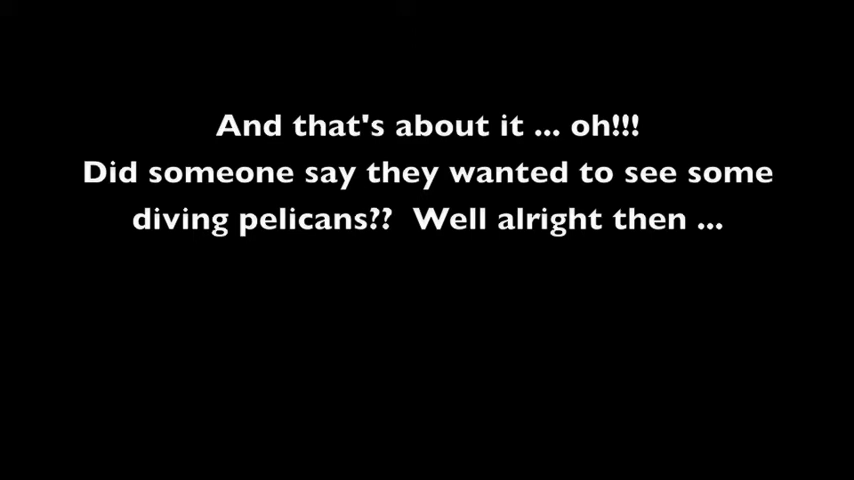 And that's about it ... oh!!!
Did someone say they wanted to see some
diving pelicans??  Well alright then ...